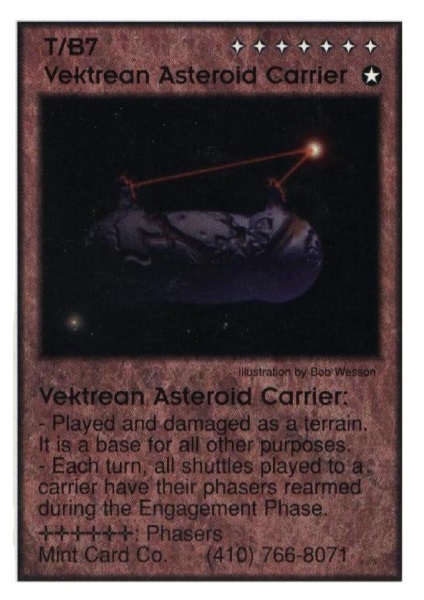 T/B7
Vektrean Asteroid Carrier
Illustration by Bob Wesson
Vektrean Asteroid Carrier:
- Played and damaged as a terrain.
It is a base for all other purposes.
- Each turn, all shuttles played to a
carrier have their phasers rearmed
during the Engagement Phase.
++++++: Phasers
Mint Card Co. (410) 766-8071